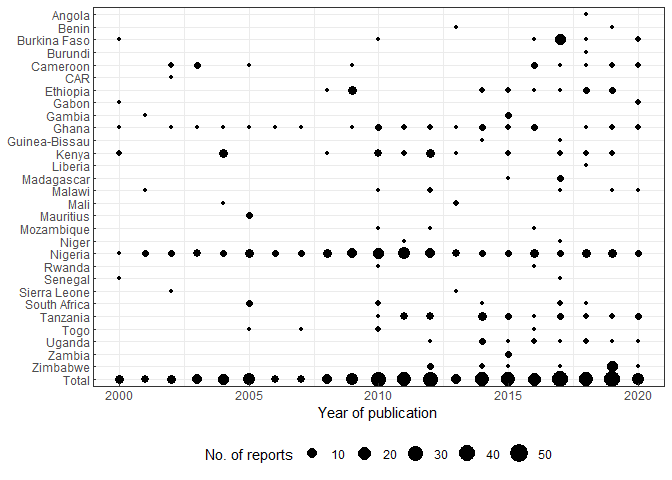 Angola
Benin
Burkina Faso
Burundi
Cameroon
CAR
Ethiopia
Gabon
Gambia
Ghana
Guinea-Bissau
Kenya
Liberia
Madagascar
Malawi
Mali
Mauritius
Mozambique
Niger
Nigeria
Rwanda
Senegal
Sierra Leone
South Africa
Tanzania
Togo
Uganda
Zambia
Zimbabwe
Total
2000 2005 2010 2015 2020
Year of publication
No. of reports 10 20 30 40 50